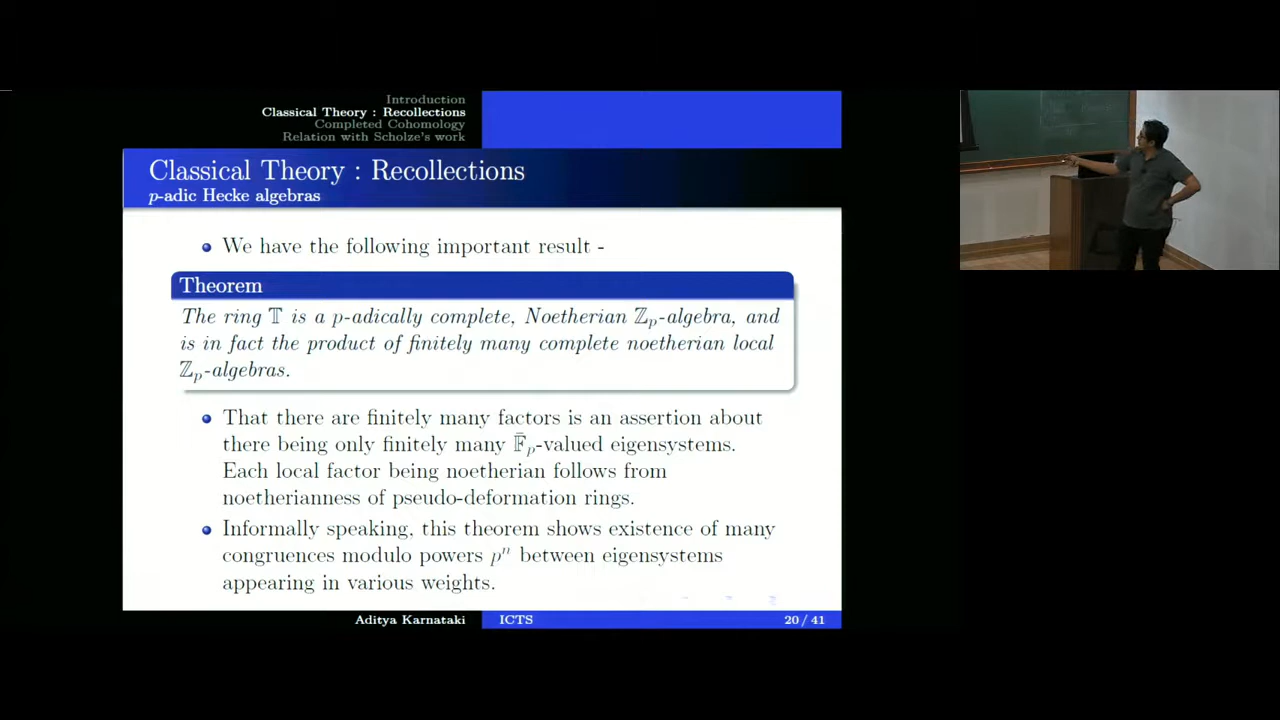 Introduction
Classical Theory : Recollections
Completed Cohomology
Relation with Scholze's work
Classical Theory : Recollections
p-adic Hecke algebras
We have the following important result -
Theorem
The ring 𝕋 is a p-adically complete, Noetherian ℤₚ-algebra, and
is in fact the product of finitely many complete noetherian local
ℤₚ-algebras.
That there are finitely many factors is an assertion about
there being only finitely many 𝔽̄ₚ-valued eigensystems.
Each local factor being noetherian follows from
noetherianness of pseudo-deformation rings.
Informally speaking, this theorem shows existence of many
congruences modulo powers pⁿ between eigensystems
appearing in various weights.
Aditya Karnataki ICTS 20 / 41